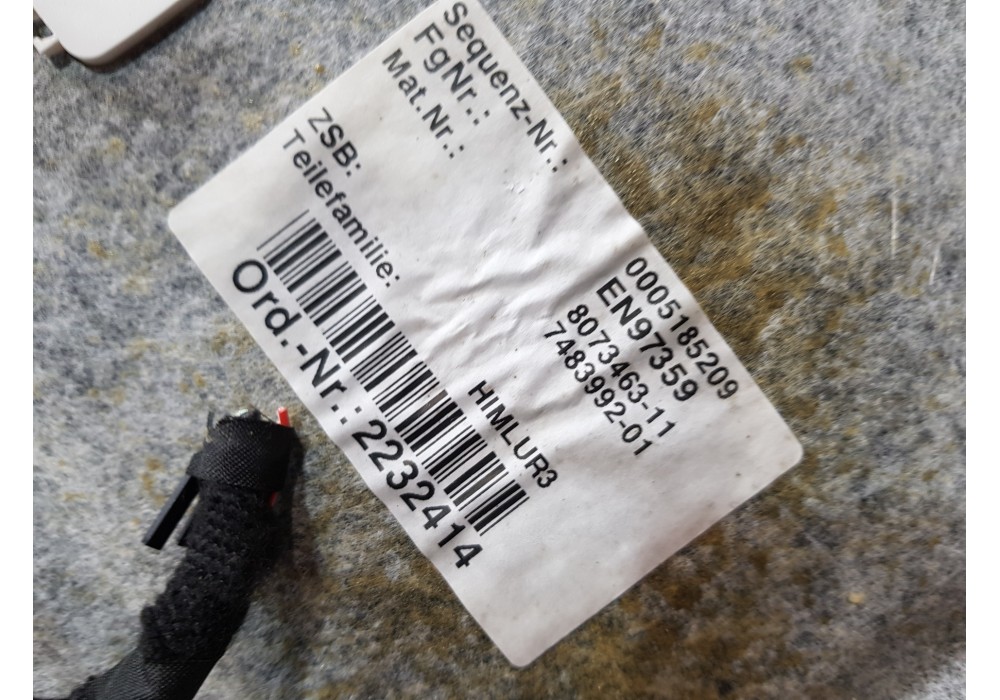 Sequenz-Nr.: 0005185209
FgNr.: EN97359
Mat.Nr.: 8073463-11
7483992-01
ZSB:
Teilefamilie: HIMLUR3
Ord.-Nr.: 2232414